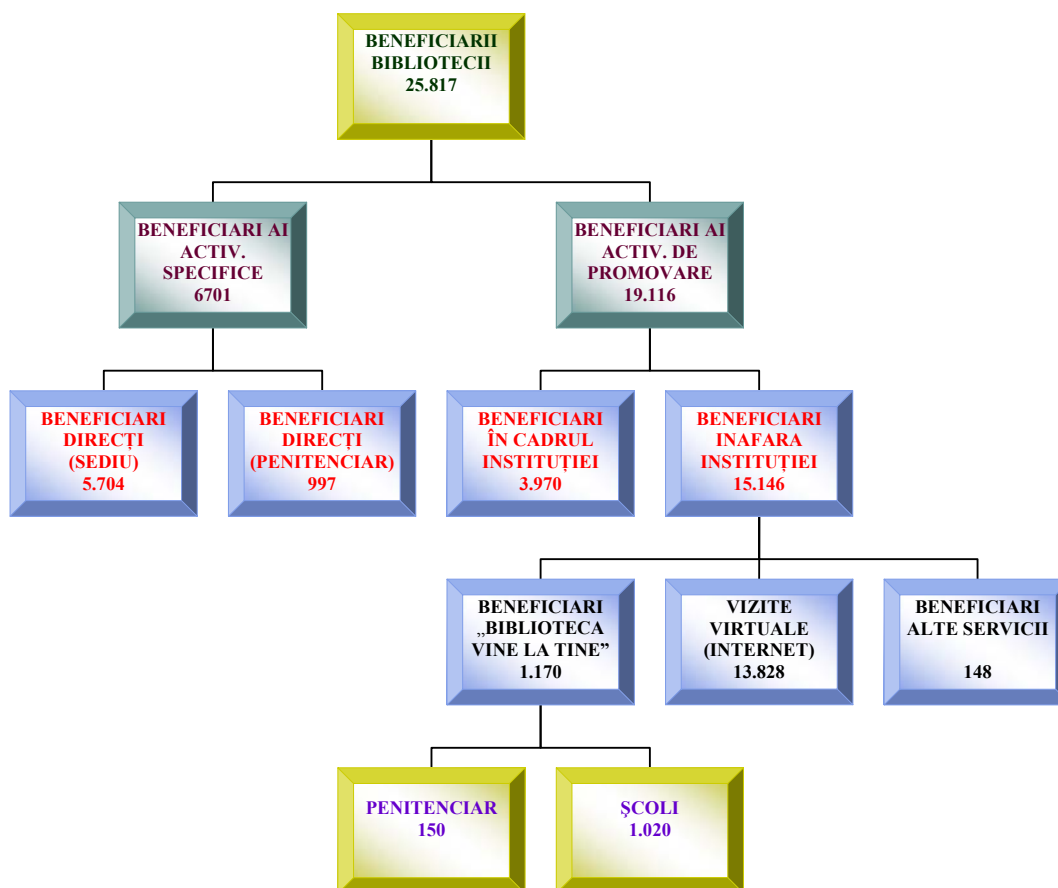 BENEFICIARII
BIBLIOTECII
25.817
BENEFICIARI AI
ACTIV.
SPECIFICE
6701
BENEFICIARI AI
ACTIV. DE
PROMOVARE
19.116
BENEFICIARI
DIRECȚI
(SEDIU)
5.704
BENEFICIARI
DIRECȚI
(PENITENCIAR)
997
BENEFICIARI
ÎN CADRUL
INSTITUȚIEI
3.970
BENEFICIARI
INAFARA
INSTITUȚIEI
15.146
BENEFICIARI
„BIBLIOTECA
VINE LA TINE”
1.170
VIZITE
VIRTUALE
(INTERNET)
13.828
BENEFICIARI
ALTE SERVICII
148
PENITENCIAR
150
ŞCOLI
1.020